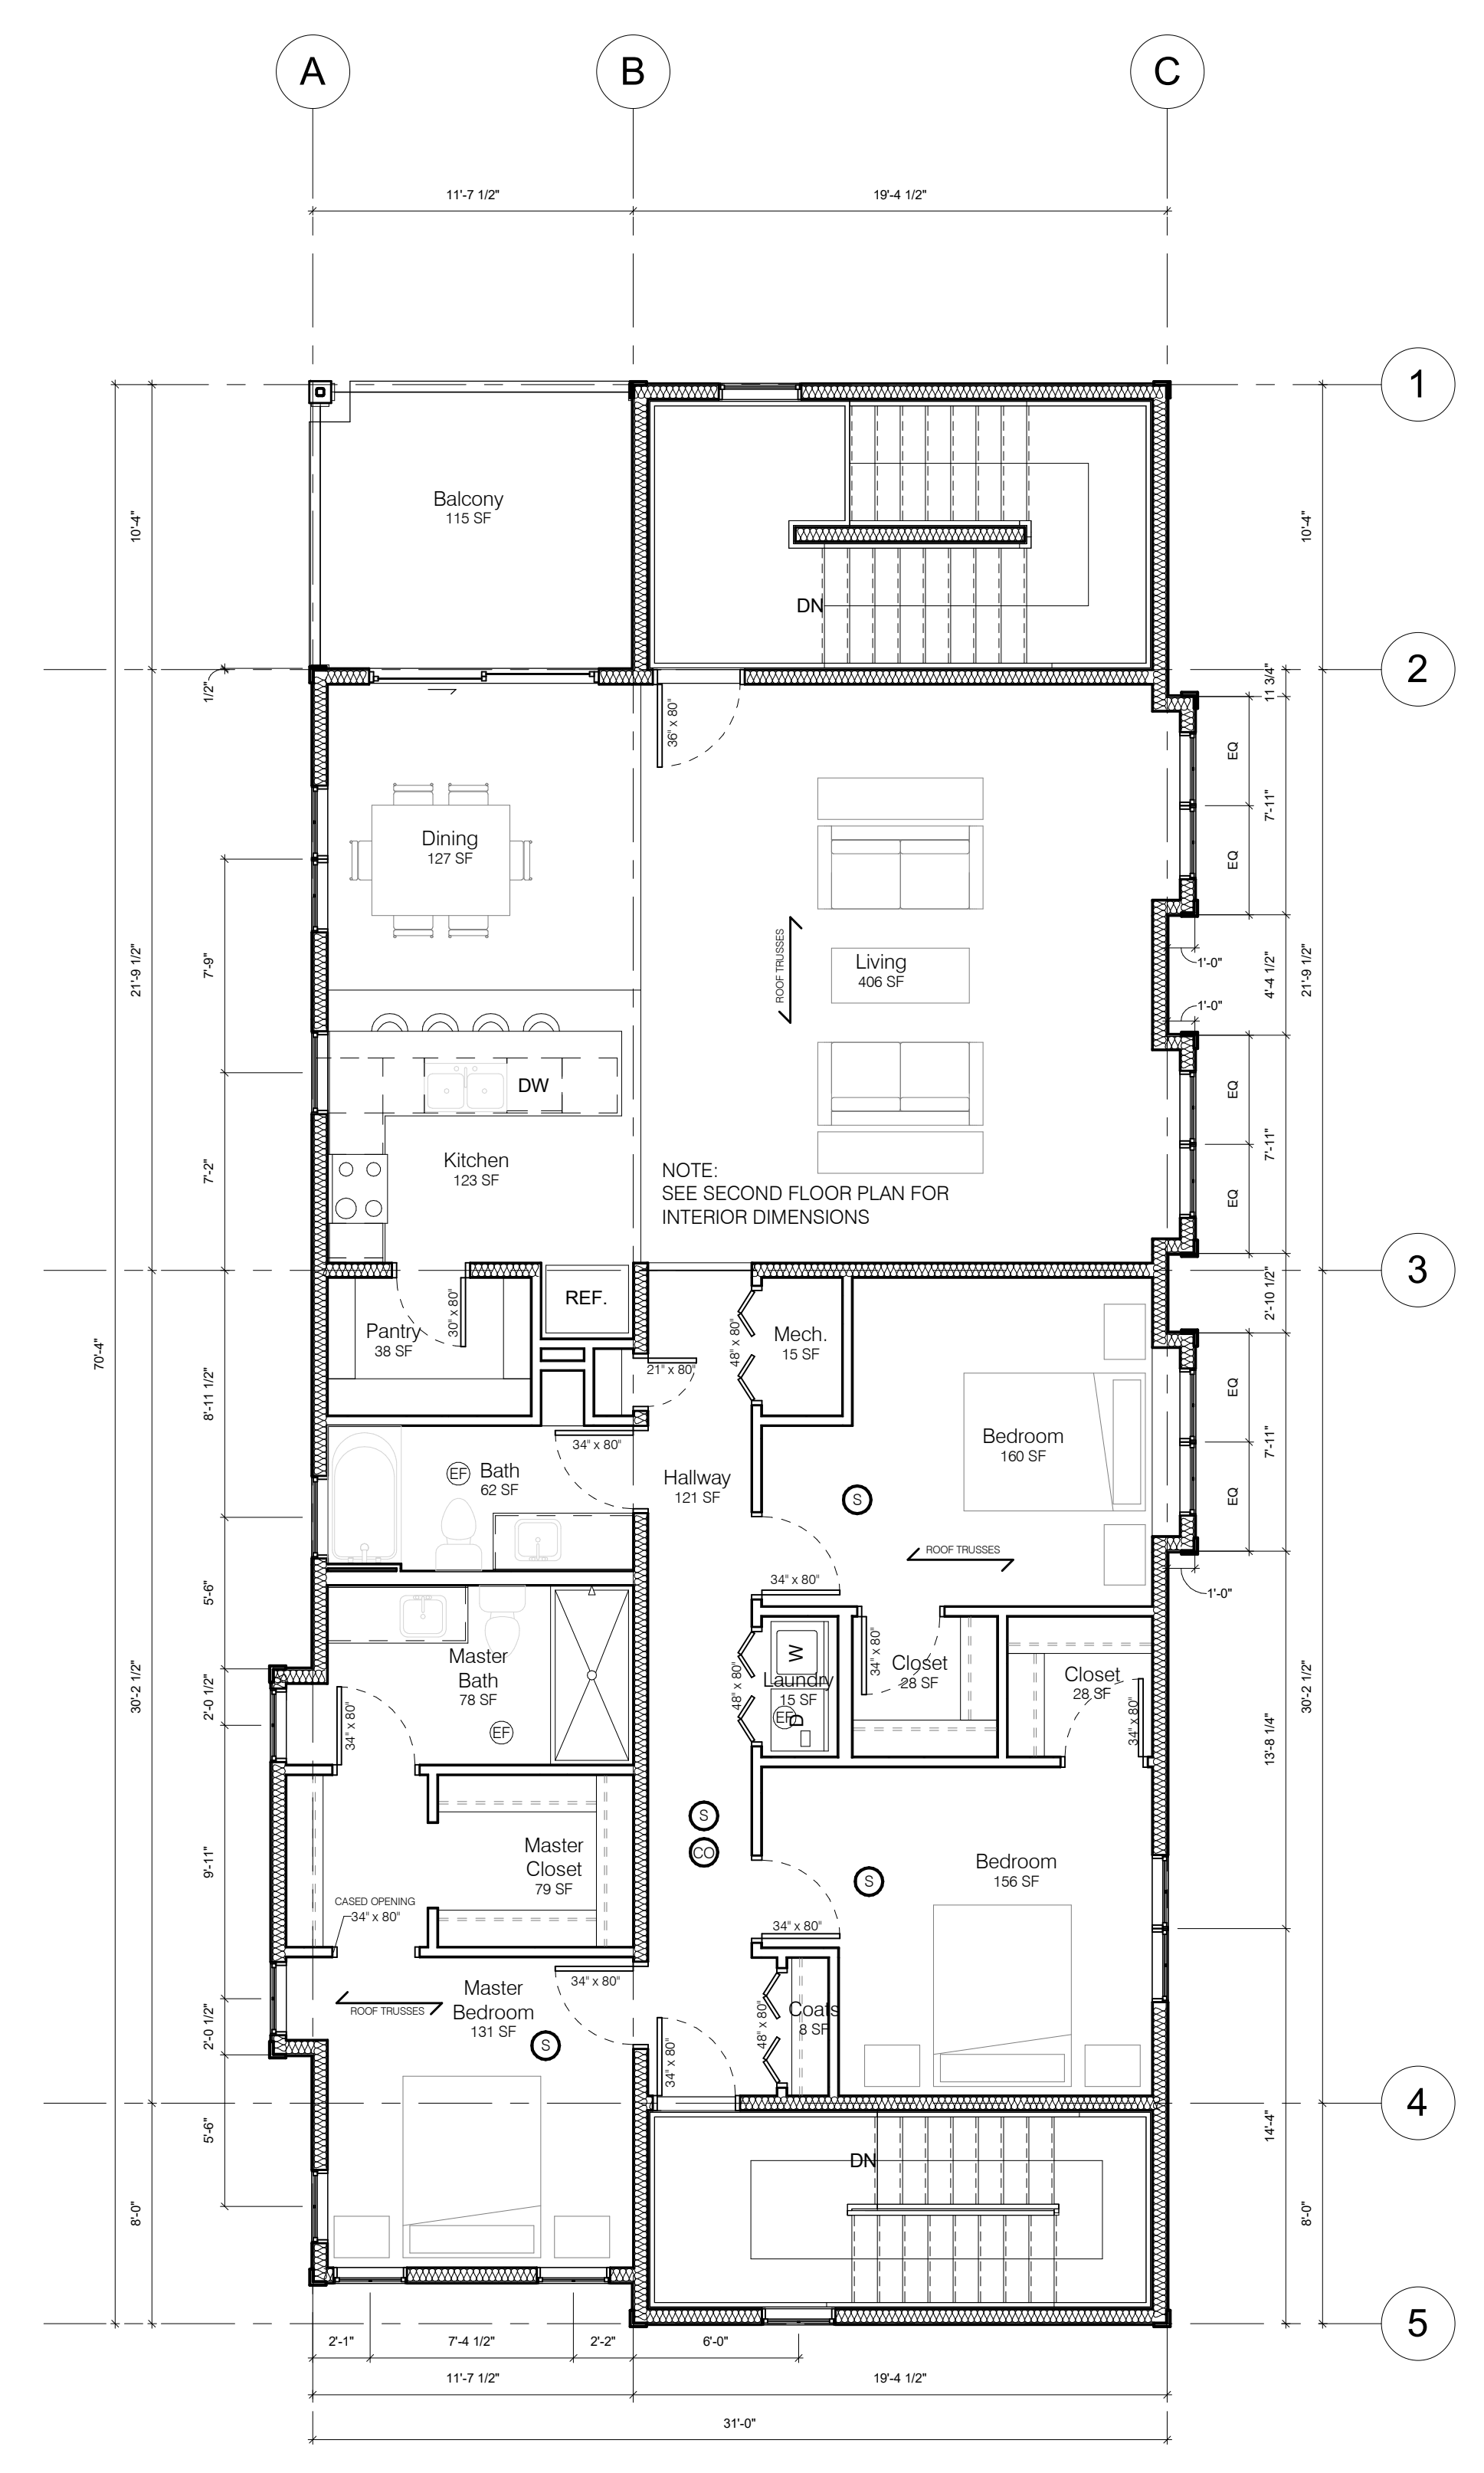 A
B
C
11'-7 1/2"
19'-4 1/2"
1
10'-4"
Balcony
115 SF
DN
10'-4"
1/2"
11 3/4"
2
36" x 80"
EQ
7'-11"
EQ
Dining
127 SF
7'-9"
21'-9 1/2"
ROOF TRUSSES
Living
406 SF
1'-0"
4'-4 1/2"
21'-9 1/2"
1'-0"
DW
EQ
7'-11"
EQ
7'-2"
Kitchen
123 SF
NOTE:
SEE SECOND FLOOR PLAN FOR
INTERIOR DIMENSIONS
3
REF.
2'-10 1/2"
70'-4"
Pantry
38 SF
30" x 80"
21" x 80"
48" x 80"
Mech.
15 SF
8'-11 1/2"
EQ
7'-11"
EQ
34" x 80"
EF
Bath
62 SF
Hallway
121 SF
Bedroom
160 SF
S
ROOF TRUSSES
34" x 80"
1'-0"
5'-6"
30'-2 1/2"
2'-0 1/2"
Master
Bath
78 SF
EF
34" x 80"
48" x 80"
W
Laundry
15 SF
EF
D
34" x 80"
Closet
28 SF
Closet
28 SF
34" x 80"
13'-8 1/4"
30'-2 1/2"
9'-11"
Master
Closet
79 SF
CASED OPENING
34" x 80"
S
CO
S
Bedroom
156 SF
34" x 80"
34" x 80"
ROOF TRUSSES
Master
Bedroom
131 SF
S
2'-0 1/2"
34" x 80"
48" x 80"
Coats
8 SF
4
5'-6"
14'-4"
DN
8'-0"
8'-0"
5
2'-1"
7'-4 1/2"
2'-2"
6'-0"
11'-7 1/2"
19'-4 1/2"
31'-0"